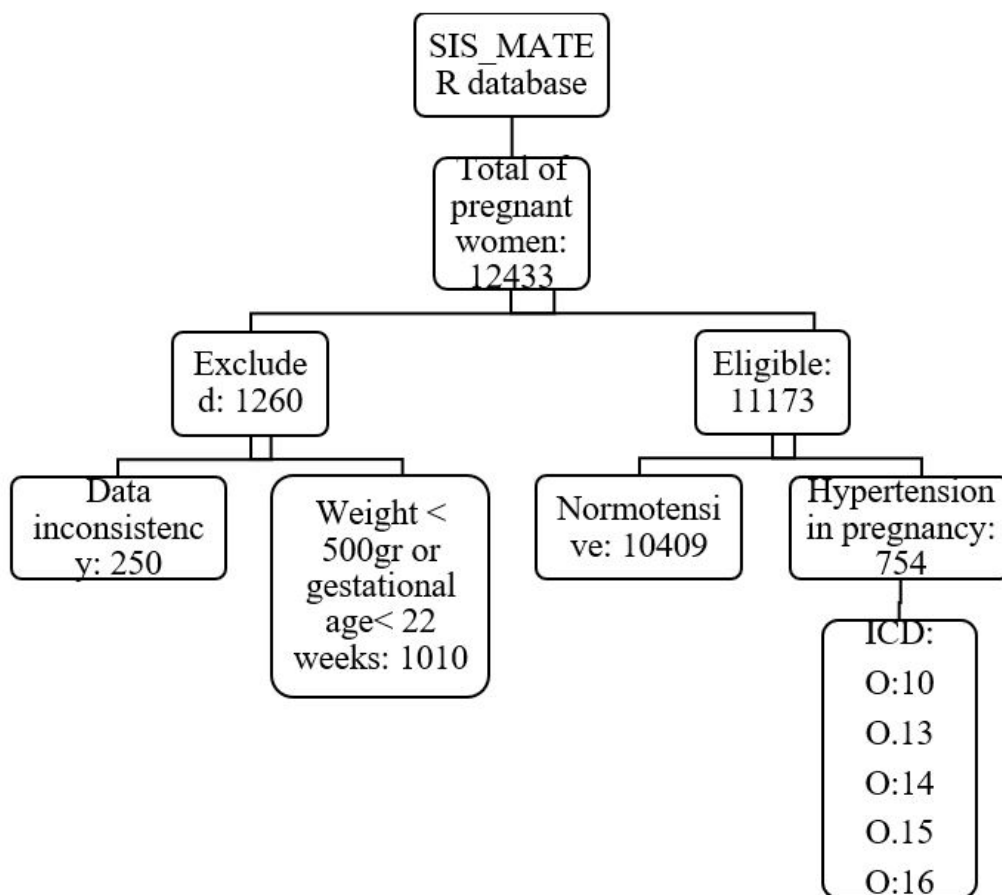 SIS_MATE
R database
Total of
pregnant
women:
12433
Exclude
d: 1260
Eligible:
11173
Data
inconsistenc
y: 250
Weight <
500gr or
gestational
age< 22
weeks: 1010
Normotensi
ve: 10409
Hypertension
in pregnancy:
754
ICD:
O:10
O.13
O:14
O.15
O:16